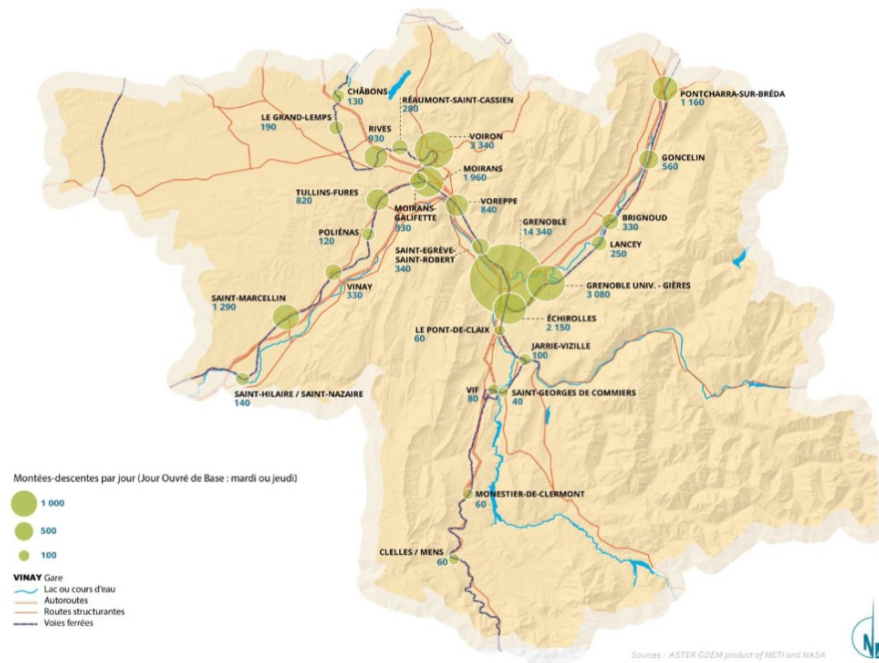 CHÂBONS
130
RÉAUMONT-SAINT-CASSIEN
280
PONTCHARRA-SUR-BRÉDA
1 160
LE GRAND-LEMPS
190
RIVES
930
VOIRON
3 340
GONCELIN
560
MOIRANS
1 960
TULLINS-FURES
820
MOIRANS-
GALIFETTE
330
VOREPPE
840
GRENOBLE
14 340
BRIGNOUD
330
POLIÉNAS
120
SAINT-EGRÈVE-
SAINT-ROBERT
340
LANCEY
250
VINAY
330
GRENOBLE UNIV. - GIÈRES
3 080
SAINT-MARCELLIN
1 290
ÉCHIROLLES
2 150
LE PONT-DE-CLAIX
60
JARRIE-VIZILLE
100
SAINT-HILAIRE / SAINT-NAZAIRE
140
VIF
80
SAINT-GEORGES DE COMMIERS
40
MONESTIER-DE-CLERMONT
60
CLELLES / MENS
60
Montées-descentes par jour (Jour Ouvré de Base : mardi ou jeudi)
1 000
500
100
VINAY Gare
Lac ou cours d'eau
Autoroutes
Routes structurantes
Voies ferrées
Sources : ASTER GDEM product of METI and NASA
N